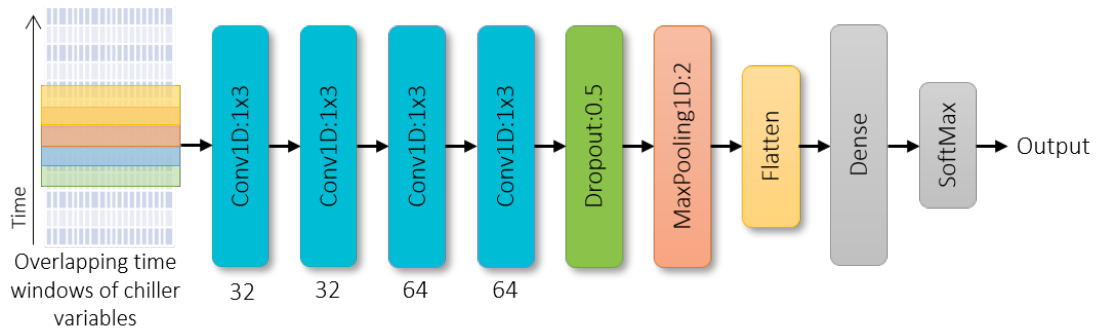 Time
Overlapping time
windows of chiller
variables
Conv1D:1x3
32
Conv1D:1x3
32
Conv1D:1x3
64
Conv1D:1x3
64
Dropout:0.5
MaxPooling1D:2
Flatten
Dense
SoftMax
Output